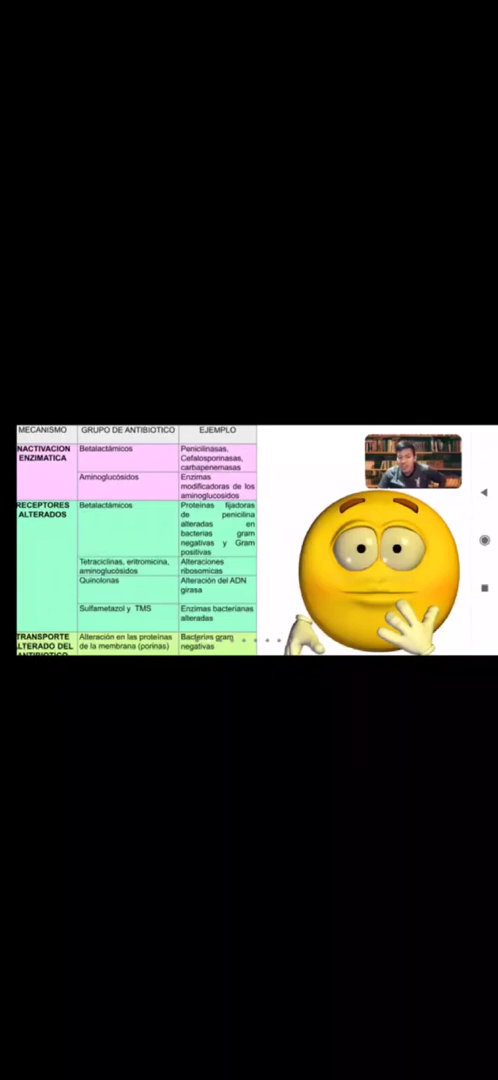 MECANISMO
GRUPO DE ANTIBIOTICO
EJEMPLO
NACTIVACION
ENZIMATICA
Betalactámicos
Penicilinasas,
Cefalosporinasas,
carbapenemasas
Aminoglucósidos
Enzimas
modificadoras de los
aminoglucosidos
RECEPTORES
ALTERADOS
Betalactámicos
Proteínas fijadoras
de penicilina
alteradas en
bacterias gram
negativas y Gram
positivas
Tetraciclinas, eritromicina,
aminoglucósidos
Alteraciones
ribosomicas
Quinolonas
Alteración del ADN
girasa
Sulfametazol y TMS
Enzimas bacterianas
alteradas
TRANSPORTE
LTERADO DEL
ANTIBIOTICO
Alteración en las proteínas
de la membrana (porinas)
Bacterias gram
negativas